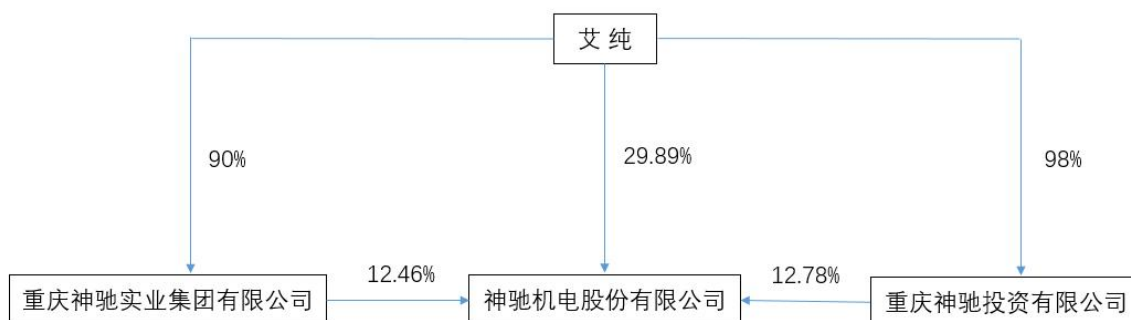 艾 纯
90%
29.89%
98%
12.46%
12.78%
重庆神驰实业集团有限公司
神驰机电股份有限公司
重庆神驰投资有限公司